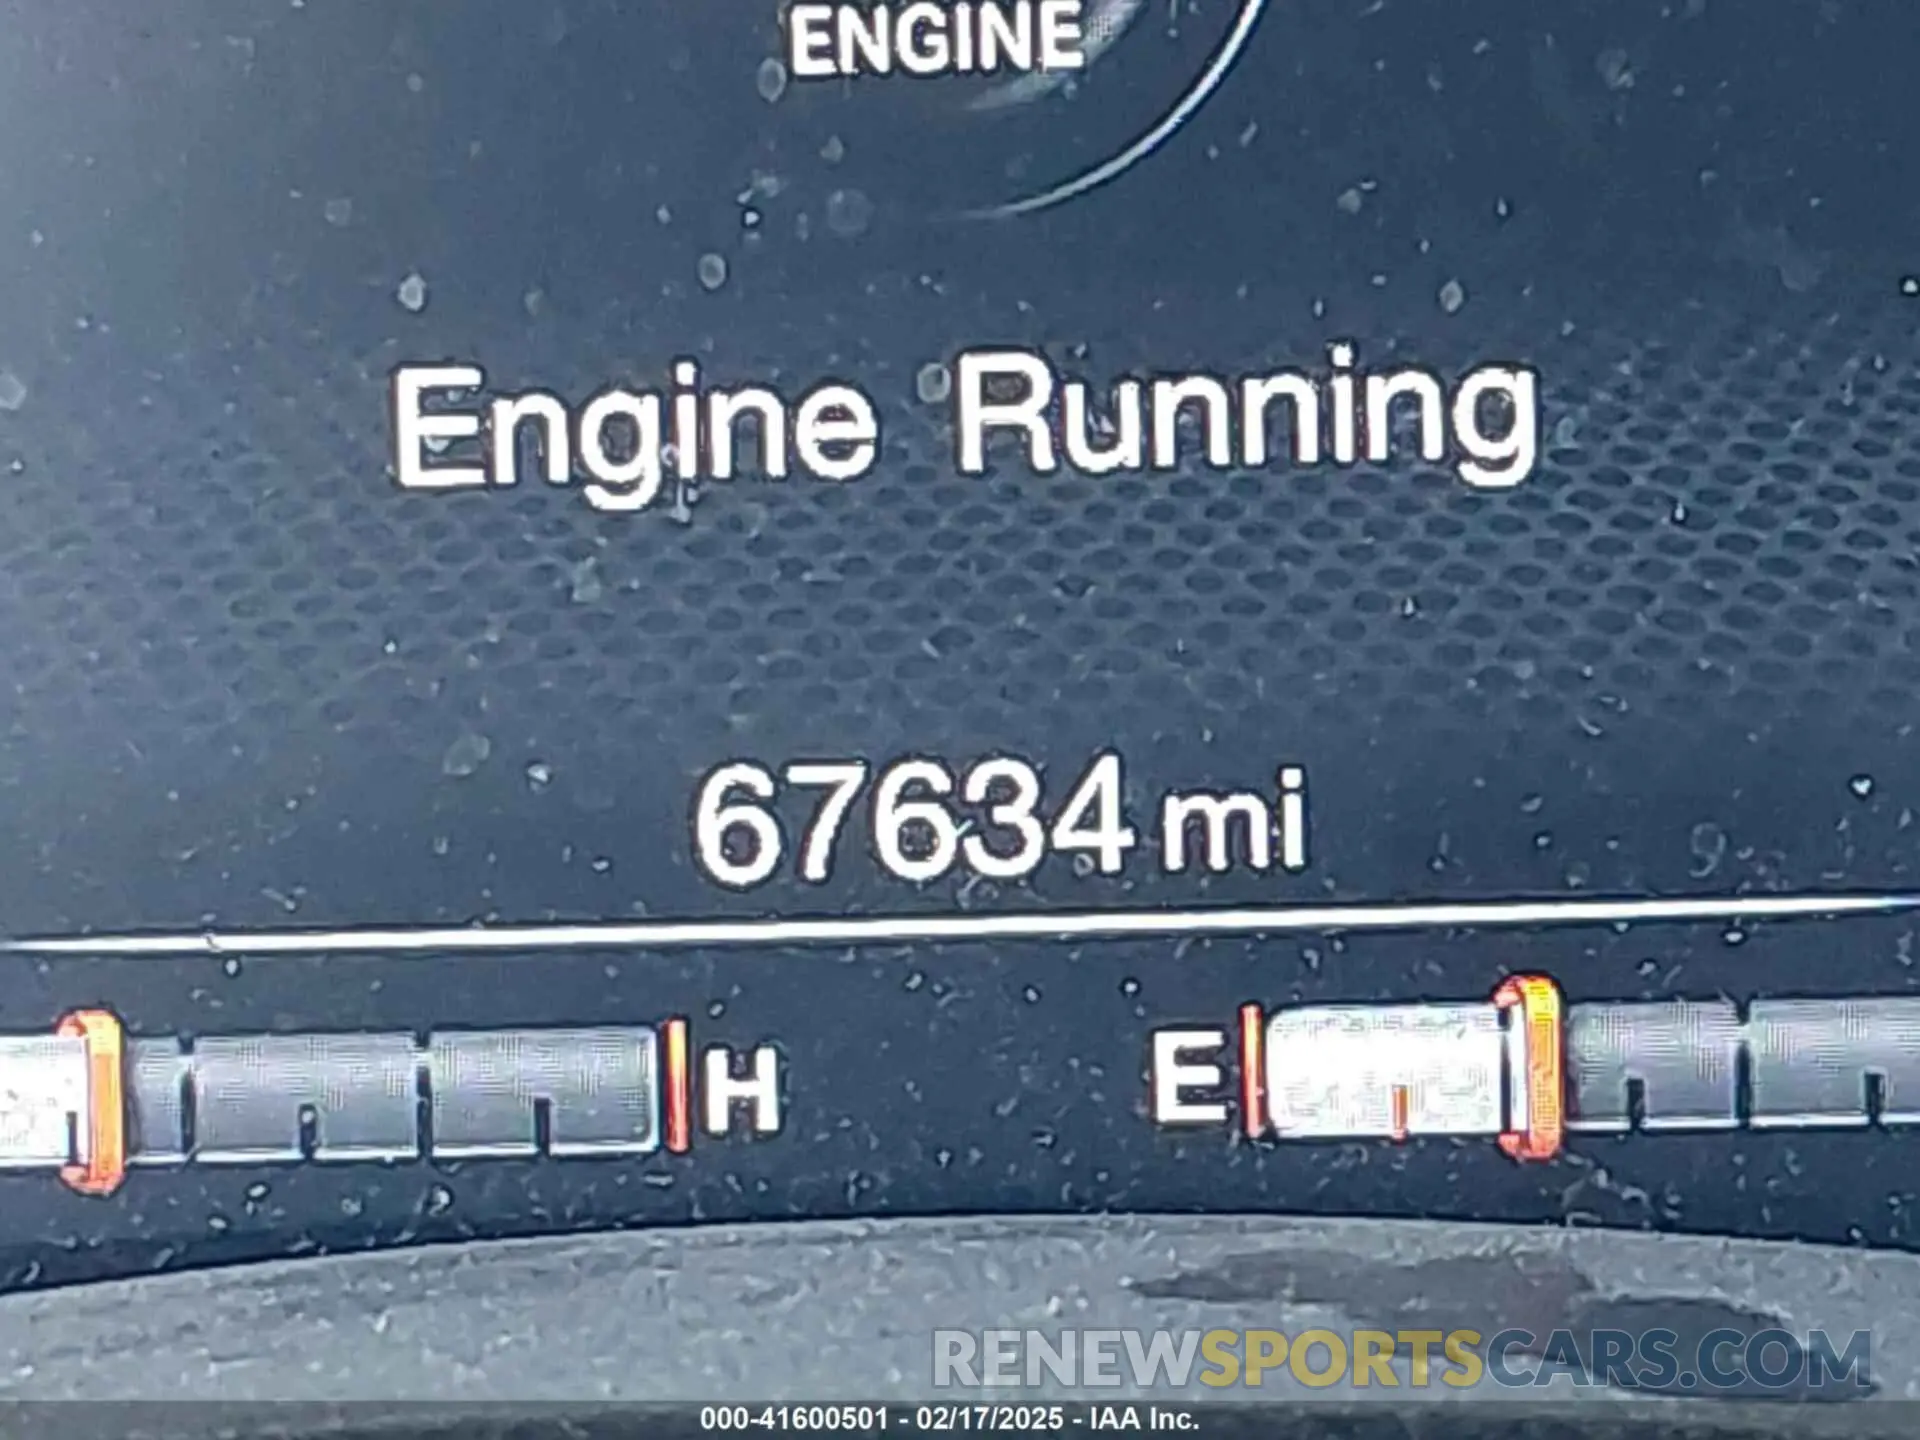 ENGINE
Engine Running
67634 mi
H E
RENEWSPORTSCARS.COM
000-41600501 - 02/17/2025 - IAA Inc.